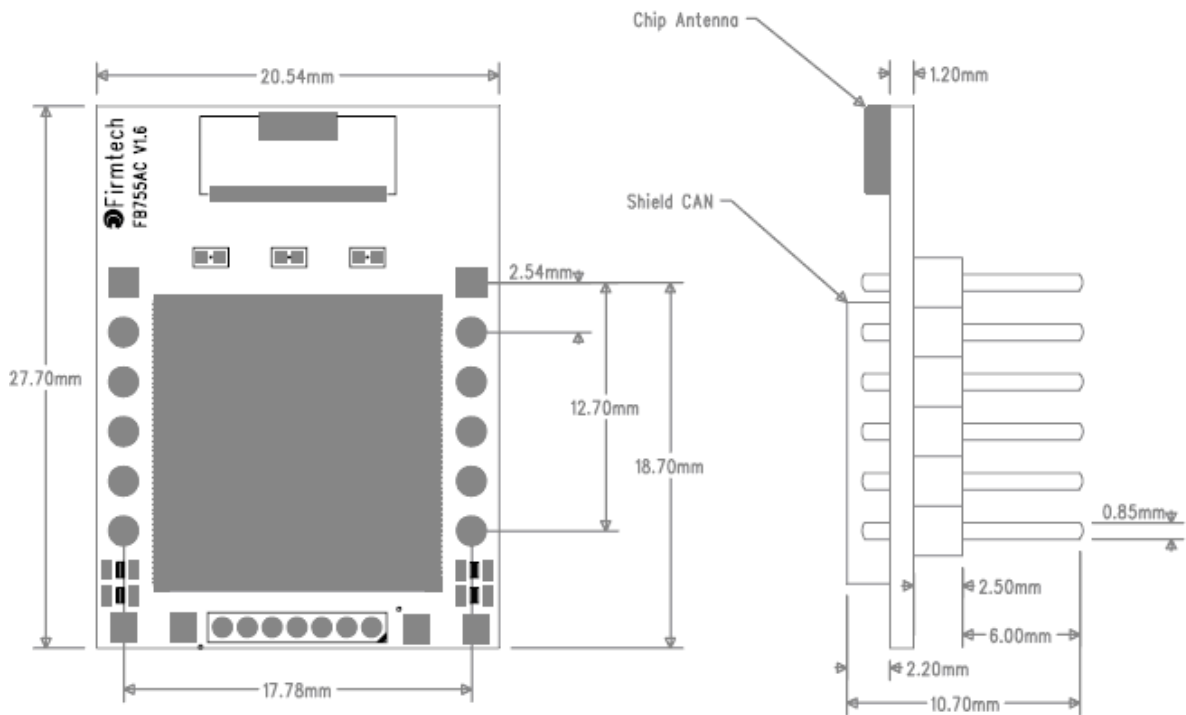 Chip Antenna
20.54mm
1.20mm
Firmtech
FB755AC V1.6
Shield CAN
2.54mm
27.70mm
12.70mm
18.70mm
0.85mm
2.50mm
6.00mm
2.20mm
17.78mm
10.70mm